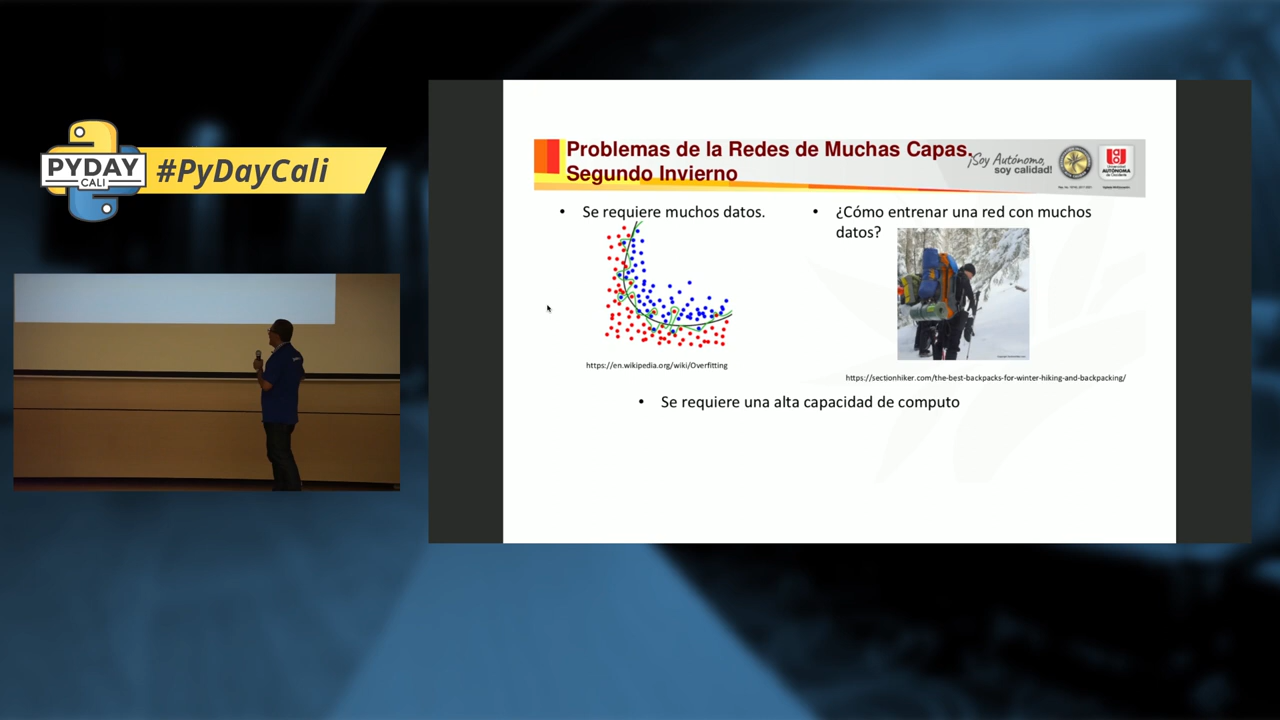 PYDAY
CALI
#PyDayCali
Problemas de la Redes de Muchas Capas.
Segundo Invierno
¡Soy Autónomo,
soy calidad!
AUTÓNOMA
• Se requiere muchos datos.
https://en.wikipedia.org/wiki/Overfitting
• ¿Cómo entrenar una red con muchos
datos?
https://sectionhiker.com/the-best-backpacks-for-winter-hiking-and-backpacking/
• Se requiere una alta capacidad de computo